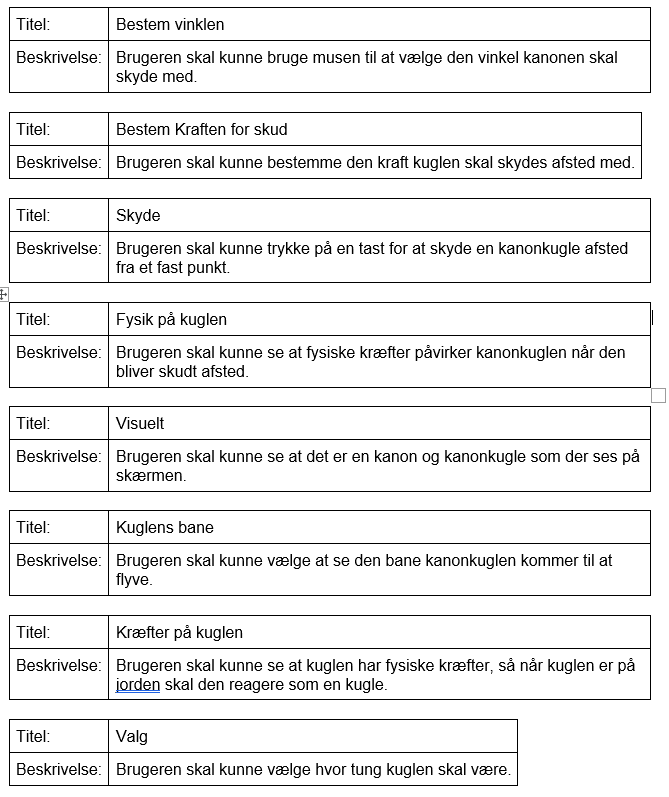 Titel: Bestem vinklen
Beskrivelse: Brugeren skal kunne bruge musen til at vælge den vinkel kanonen skal
skyde med.
Titel: Bestem Kraften for skud
Beskrivelse: Brugeren skal kunne bestemme den kraft kuglen skal skydes afsted med.
Titel: Skyde
Beskrivelse: Brugeren skal kunne trykke på en tast for at skyde en kanonkugle afsted
fra et fast punkt.
Titel: Fysik på kuglen
Beskrivelse: Brugeren skal kunne se at fysiske kræfter påvirker kanonkuglen når den
bliver skudt afsted.
Titel: Visuelt
Beskrivelse: Brugeren skal kunne se at det er en kanon og kanonkugle som der ses på
skærmen.
Titel: Kuglens bane
Beskrivelse: Brugeren skal kunne vælge at se den bane kanonkuglen kommer til at
flyve.
Titel: Kræfter på kuglen
Beskrivelse: Brugeren skal kunne se at kuglen har fysiske kræfter, så når kuglen er på
jorden skal den reagere som en kugle.
Titel: Valg
Beskrivelse: Brugeren skal kunne vælge hvor tung kuglen skal være.